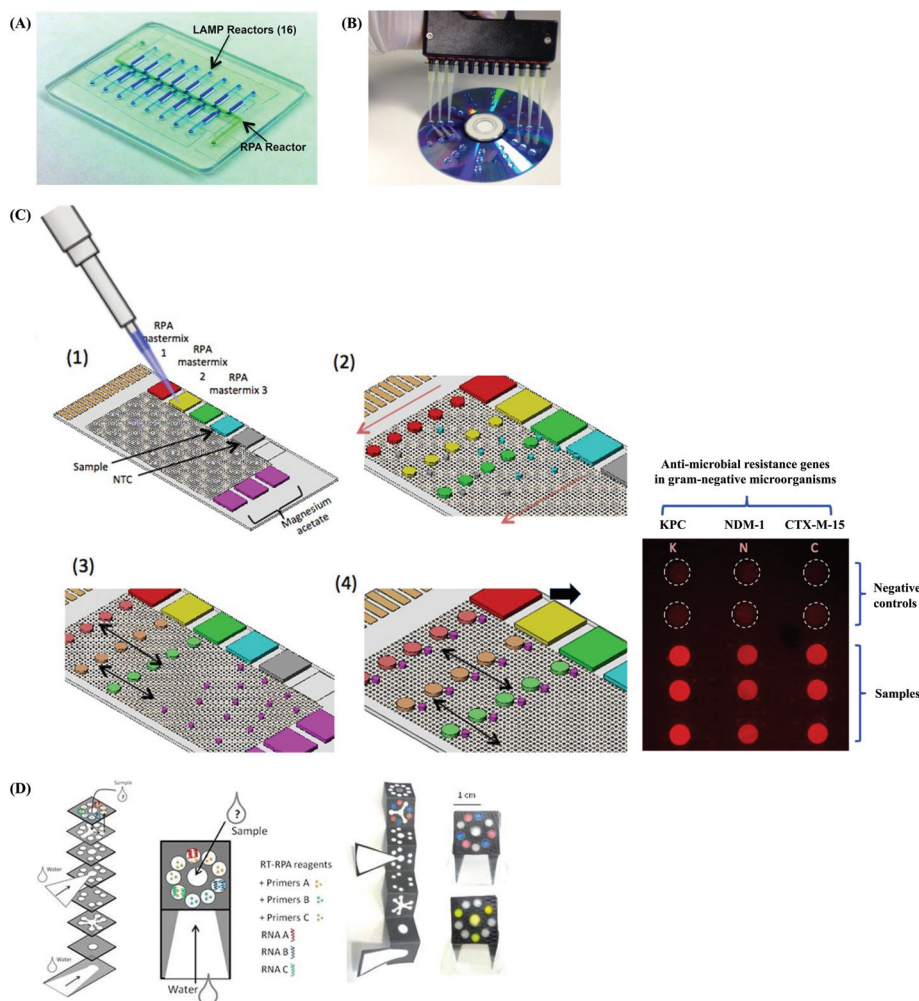 (A)
LAMP Reactors (16)
RPA Reactor
(B)
(C)
(1)
RPA
mastermix
1
RPA
mastermix
2
RPA
mastermix 3
Sample
NTC
Magnesium
acetate
(2)
(3)
(4)
Anti-microbial resistance genes
in gram-negative microorganisms
KPC NDM-1 CTX-M-15
K N C
Negative
controls
Samples
(D)
Sample
?
Water
Water
?
Sample
Water
RT-RPA reagents
+ Primers A
+ Primers B
+ Primers C
RNA A
RNA B
RNA C
1 cm